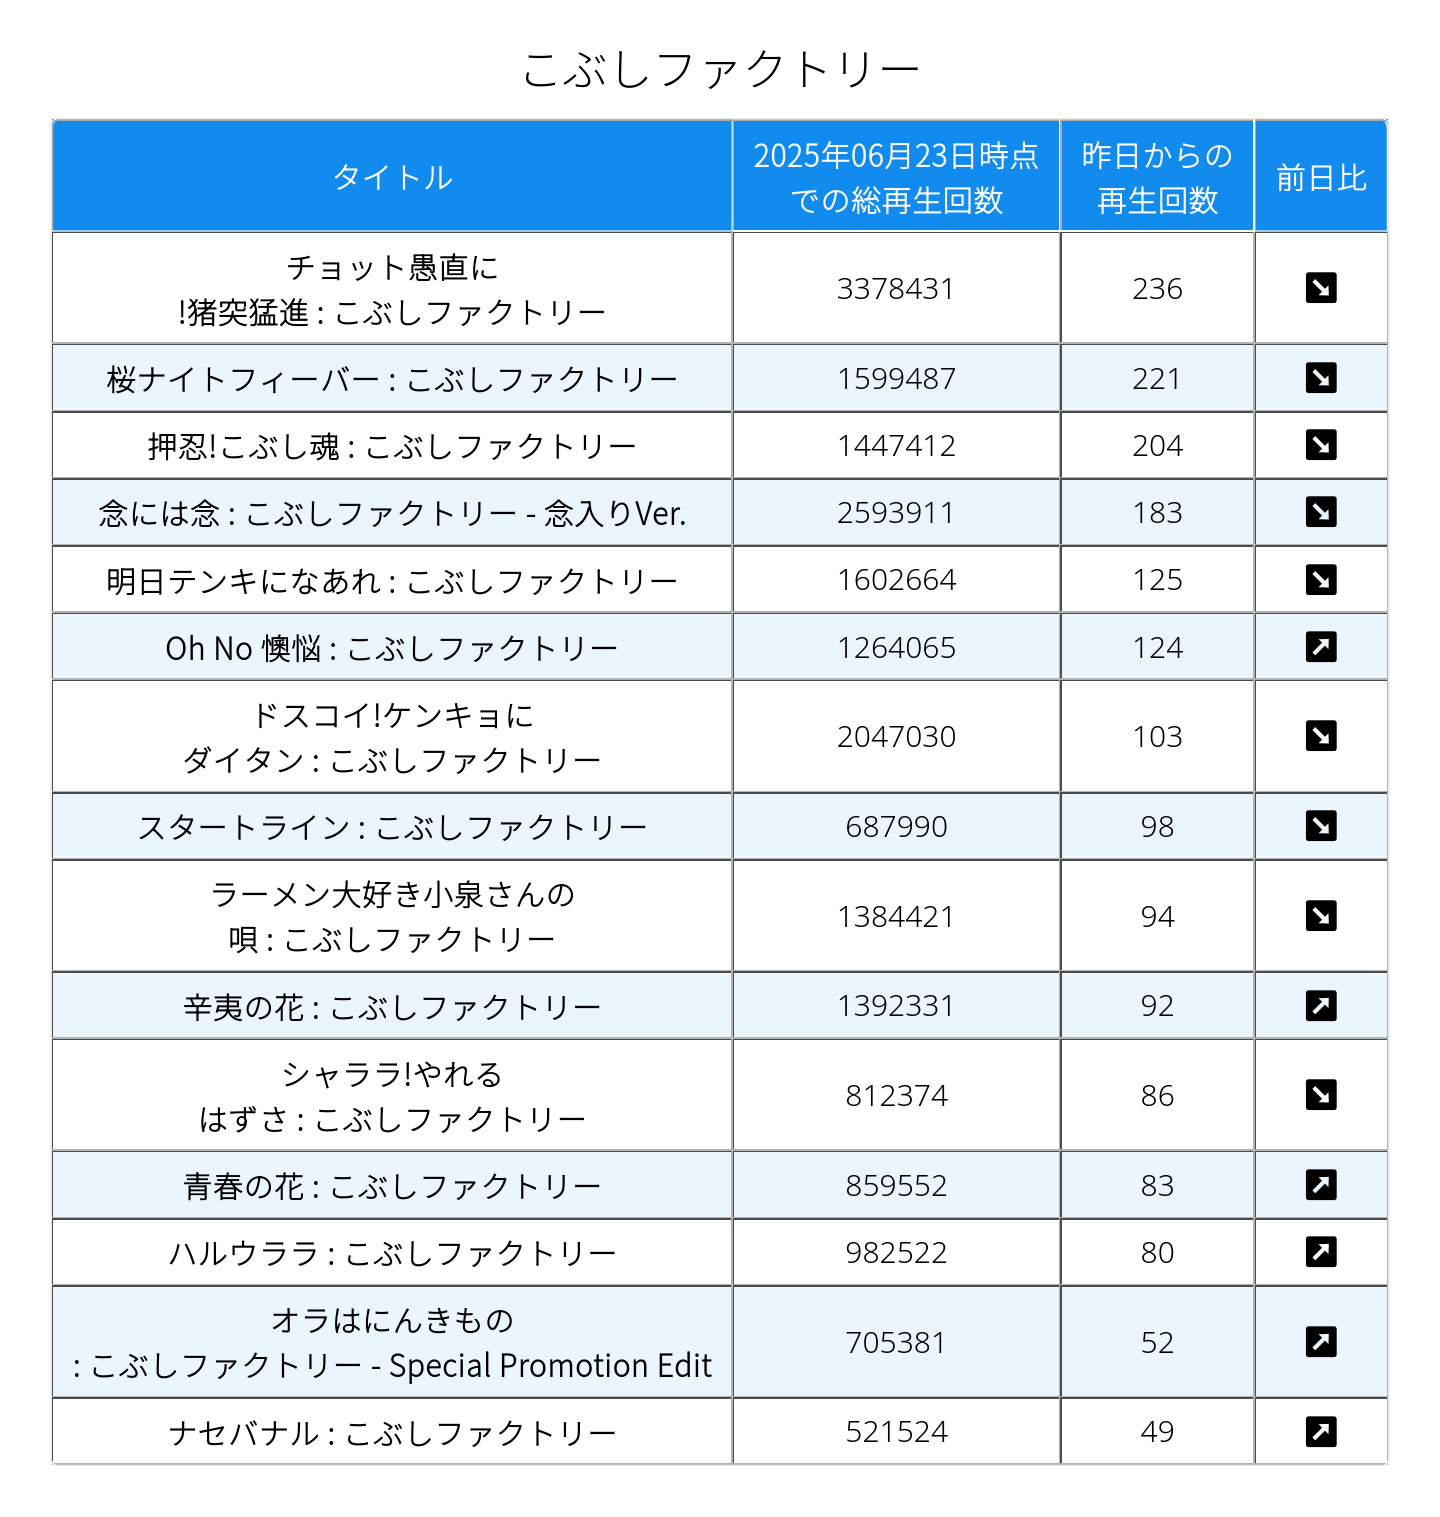 こぶしファクトリー
タイトル
2025年06月23日時点
での総再生回数
昨日からの
再生回数
前日比
チョット愚直に
!猪突猛進 : こぶしファクトリー
3378431
236
桜ナイトフィーバー : こぶしファクトリー
1599487
221
押忍!こぶし魂 : こぶしファクトリー
1447412
204
念には念 : こぶしファクトリー - 念入りVer.
2593911
183
明日テンキになあれ : こぶしファクトリー
1602664
125
Oh No 懊悩 : こぶしファクトリー
1264065
124
ドスコイ!ケンキョに
ダイタン : こぶしファクトリー
2047030
103
スタートライン : こぶしファクトリー
687990
98
ラーメン大好き小泉さんの
唄 : こぶしファクトリー
1384421
94
辛夷の花 : こぶしファクトリー
1392331
92
シャララ!やれる
はずさ : こぶしファクトリー
812374
86
青春の花 : こぶしファクトリー
859552
83
ハルウララ : こぶしファクトリー
982522
80
オラはにんきもの
: こぶしファクトリー - Special Promotion Edit
705381
52
ナセバナル : こぶしファクトリー
521524
49